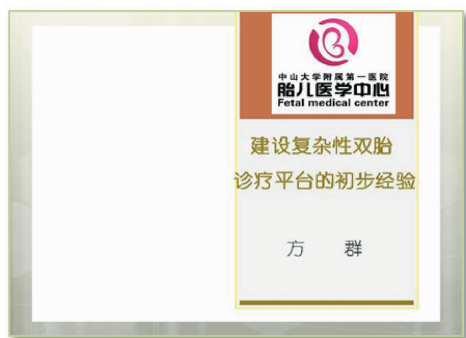 中山大学附属第一医院
胎儿医学中心
Fetal medical center
建设复杂性双胎
诊疗平台的初步经验
方 群